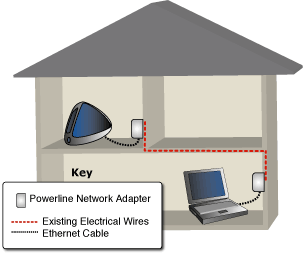 Key
Powerline Network Adapter
Existing Electrical Wires
Ethernet Cable